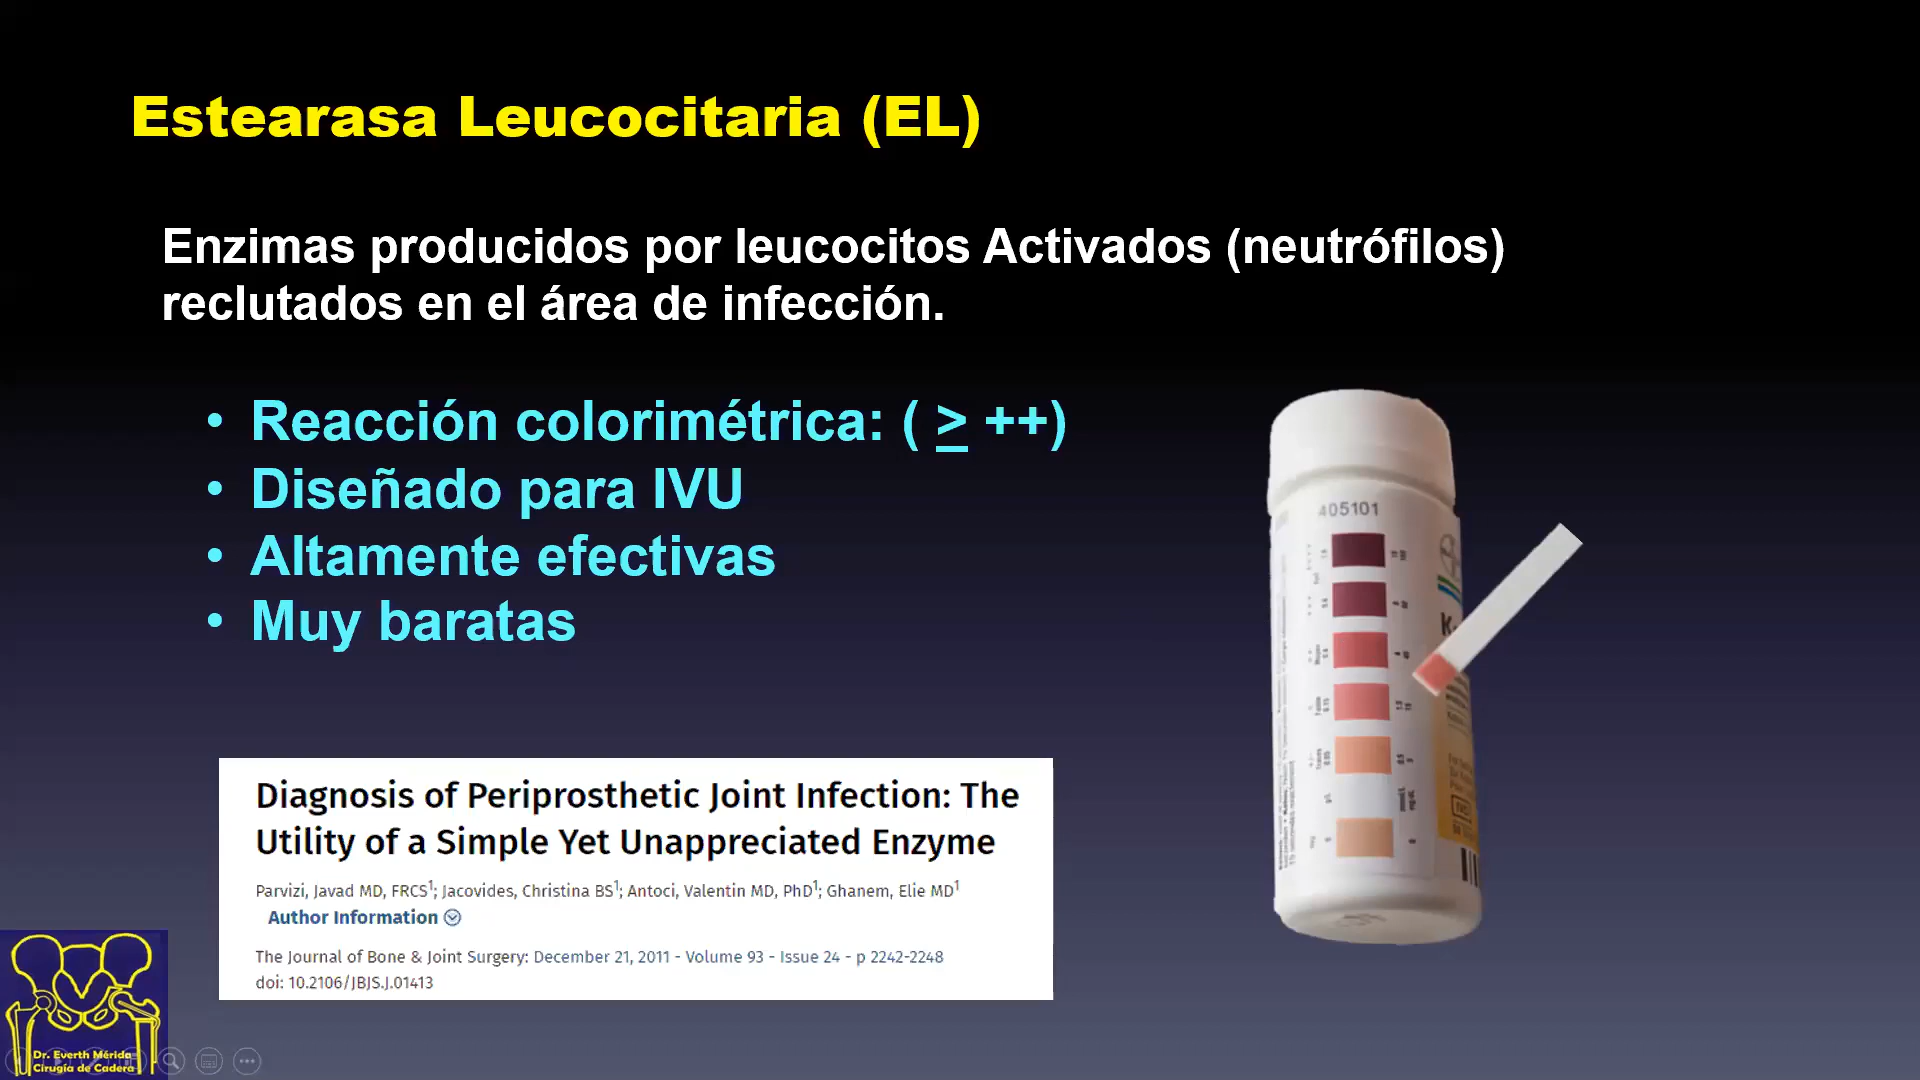 Estearasa Leucocitaria (EL)
Enzimas producidos por leucocitos Activados (neutrófilos)
reclutados en el área de infección.
• Reacción colorimétrica: ( ≥ ++)
• Diseñado para IVU
• Altamente efectivas
• Muy baratas
405101
Diagnosis of Periprosthetic Joint Infection: The
Utility of a Simple Yet Unappreciated Enzyme
Parvizi, Javad MD, FRCS1; Jacovides, Christina BS1; Antoci, Valentin MD, PhD1; Ghanem, Elie MD1
Author Information
The Journal of Bone & Joint Surgery: December 21, 2011 - Volume 93 - Issue 24 - p 2242-2248
doi: 10.2106/JBJS.J.01413
Dr. Everth Mérida
Cirugía de Cadera